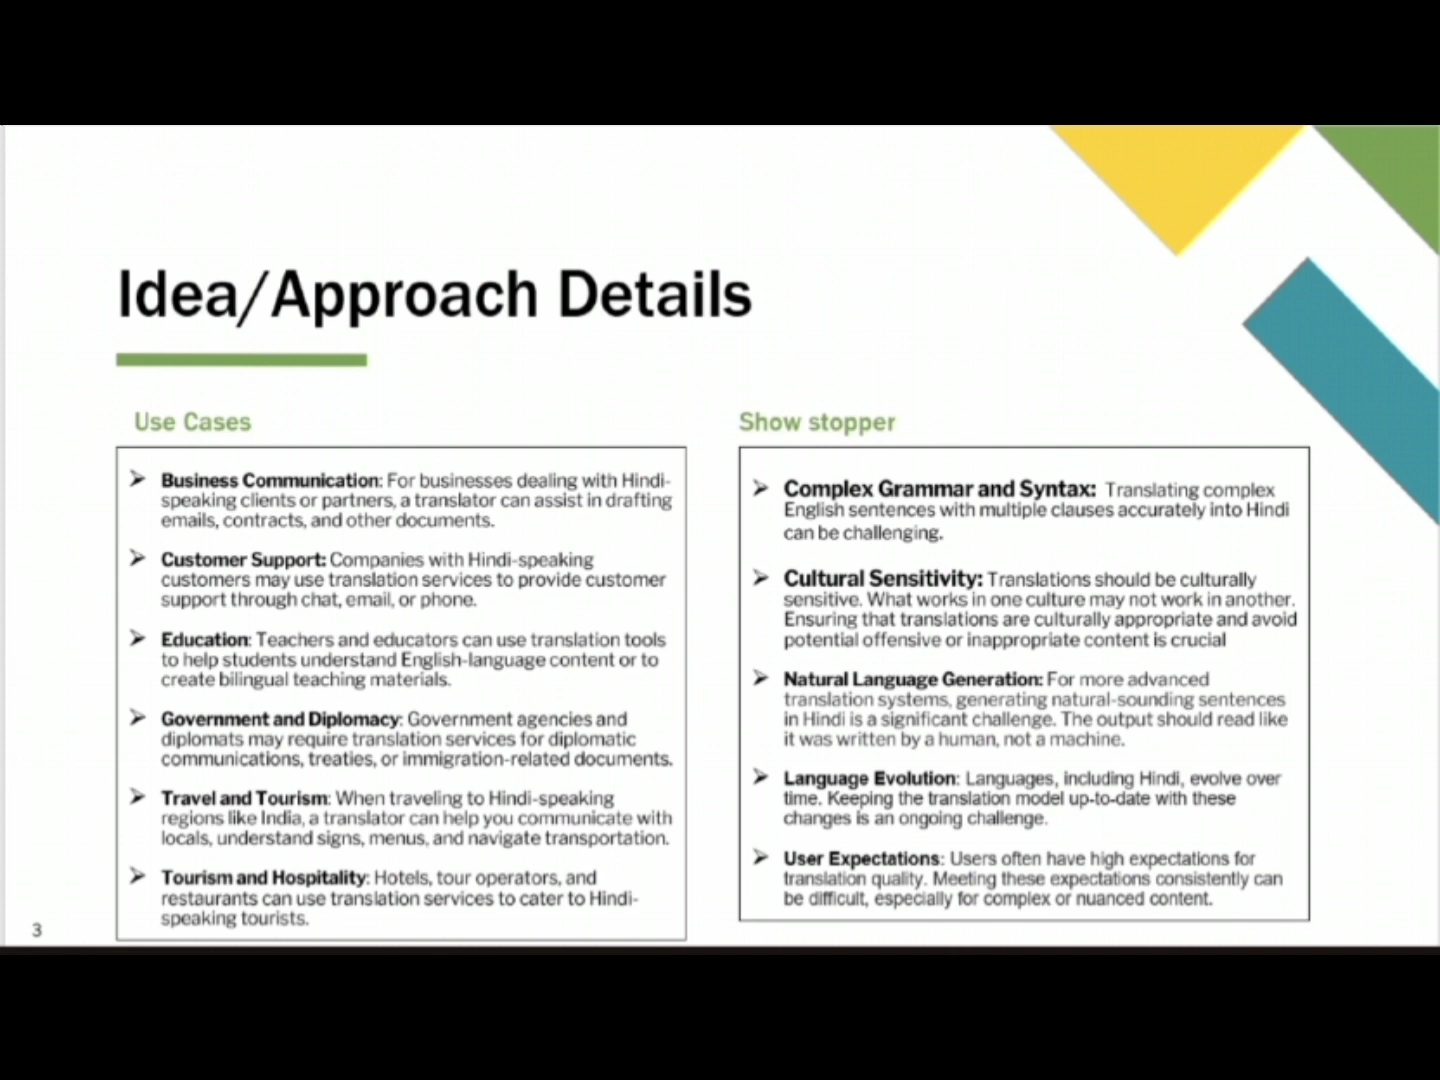 Idea/Approach Details
Use Cases
Business Communication: For businesses dealing with Hindi-
speaking clients or partners, a translator can assist in drafting
emails, contracts, and other documents.
Customer Support: Companies with Hindi-speaking
customers may use translation services to provide customer
support through chat, email, or phone.
Education: Teachers and educators can use translation tools
to help students understand English-language content or to
create bilingual teaching materials.
Government and Diplomacy: Government agencies and
diplomats may require translation services for diplomatic
communications, treaties, or immigration-related documents.
Travel and Tourism: When traveling to Hindi-speaking
regions like India, a translator can help you communicate with
locals, understand signs, menus, and navigate transportation.
Tourism and Hospitality: Hotels, tour operators, and
restaurants can use translation services to cater to Hindi-
speaking tourists.
Show stopper
Complex Grammar and Syntax: Translating complex
English sentences with multiple clauses accurately into Hindi
can be challenging.
Cultural Sensitivity: Translations should be culturally
sensitive. What works in one culture may not work in another.
Ensuring that translations are culturally appropriate and avoid
potential offensive or inappropriate content is crucial
Natural Language Generation: For more advanced
translation systems, generating natural-sounding sentences
in Hindi is a significant challenge. The output should read like
it was written by a human, not a machine.
Language Evolution: Languages, including Hindi, evolve over
time. Keeping the translation model up-to-date with these
changes is an ongoing challenge.
User Expectations: Users often have high expectations for
translation quality. Meeting these expectations consistently can
be difficult, especially for complex or nuanced content.
3